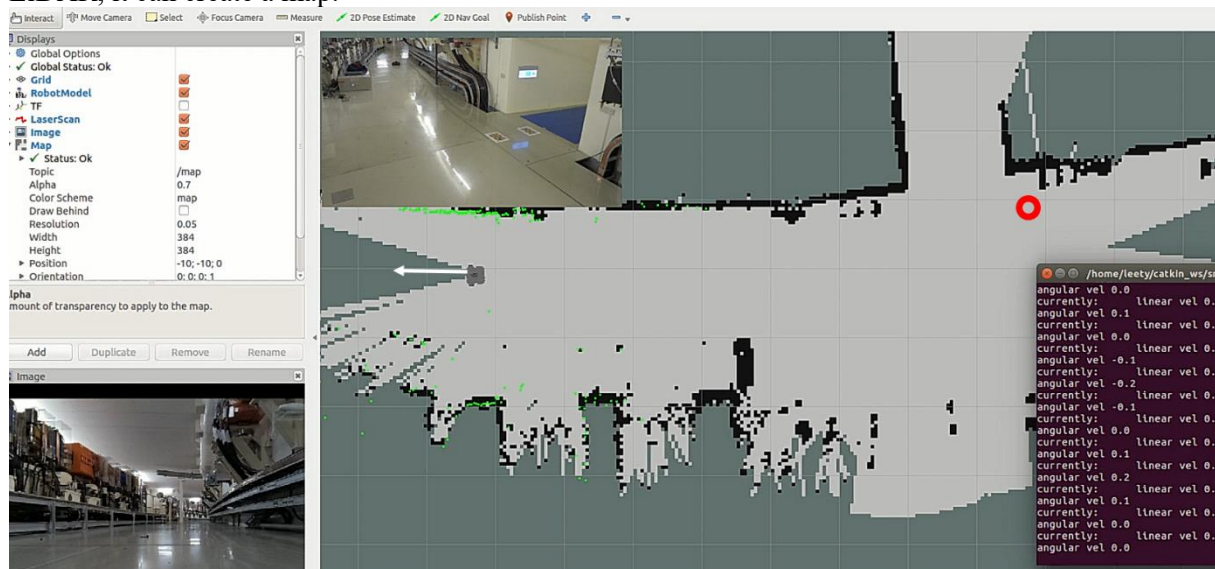 LiDAR, it can create a map.
Interact Move Camera Select Focus Camera Measure 2D Pose Estimate 2D Nav Goal Publish Point
Displays
Global Options
Global Status: Ok
Grid
RobotModel
TF
LaserScan
Image
Map
Status: Ok
Topic /map
Alpha 0.7
Color Scheme map
Draw Behind
Resolution 0.05
Width 384
Height 384
Position -10; -10; 0
Orientation 0; 0; 0; 1
lpha
mount of transparency to apply to the map.
Add Duplicate Remove Rename
Image
/home/leety/catkin_ws/sr
angular vel 0.0
currently: linear vel 0.
angular vel 0.1
currently: linear vel 0.
angular vel 0.0
currently: linear vel 0.
angular vel -0.1
currently: linear vel 0.
angular vel -0.2
currently: linear vel 0.
angular vel -0.1
currently: linear vel 0.
angular vel 0.0
currently: linear vel 0.
angular vel 0.1
currently: linear vel 0.
angular vel 0.2
currently: linear vel 0.
angular vel 0.1
currently: linear vel 0.
angular vel 0.0
currently: linear vel 0.
angular vel 0.0